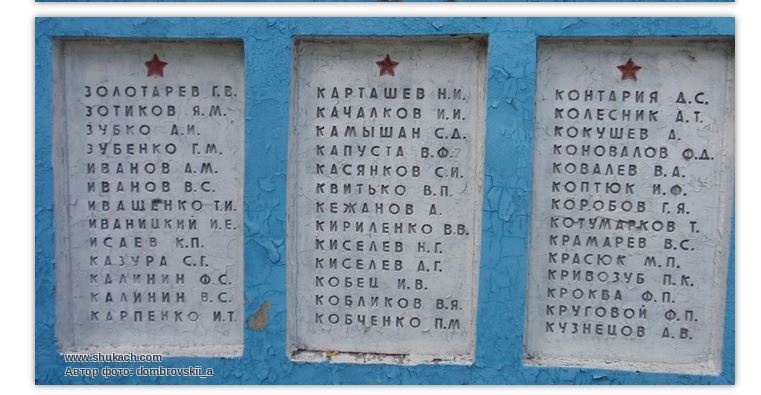 ЗОЛОТАРЕВ Г.В.
ЗОТИКОВ Я.М.
ЗУБКО А.И.
ЗУБЕНКО Г.М.
ИВАНОВ А.М.
ИВАНОВ В.С.
ИВАЩЕНКО Т.И.
ИВАНИЦКИЙ И.Е.
ИСАЕВ К.П.
КАЗУРА С.Г.
КАЛИНИН Ф.С.
КАЛИНИН В.С.
КАРПЕНКО И.Т
КАРТАШЕВ Н.И.
КАЧАЛКОВ И.И.
КАМЫШАН С.Д.
КАПУСТА В.Ф.
КАСЯНКОВ С.И.
КВИТЬКО В.П.
КЕЖАНОВ А.
КИРИЛЕНКО В.В.
КИСЕЛЕВ Н.Г.
КИСЕЛЕВ Д.Г.
КОБЕЦ И.В.
КОБЛИКОВ В.Я.
КОБЧЕНКО П.М
КОНТАРИЯ Д.С.
КОЛЕСНИК А.Т.
КОКУШЕВ А.
КОНОВАЛОВ Ф.Д.
КОВАЛЕВ В.А.
КОПТЮК И.Ф.
КОРОБОВ Г.Я.
КОТУМАРКОВ Т.
КРАМАРЕВ В.С.
КРАСЮК М.П.
КРИВОЗУБ П.К.
КРОКВА Ф.П.
КРУГОВОЙ Ф.П.
КУЗНЕЦОВ А.В.
www.shukach.com
Автор фото: dombrovskii_a